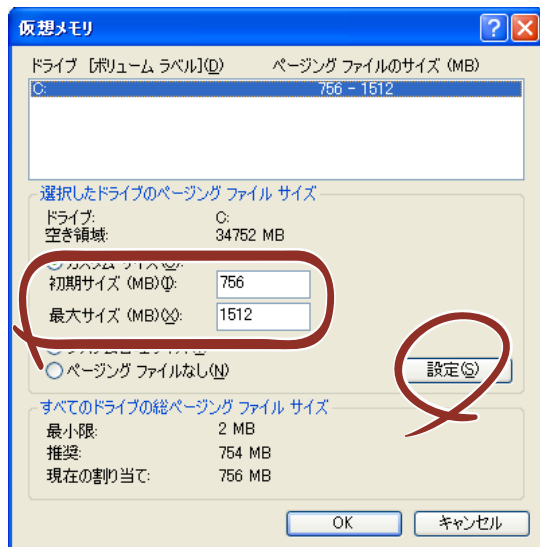 仮想メモリ
ドライブ [ボリューム ラベル](D) ページング ファイルのサイズ (MB)
C: 756 - 1512
選択したドライブのページング ファイル サイズ
ドライブ: C:
空き領域: 34752 MB
初期サイズ (MB)(I): 756
最大サイズ (MB)(X): 1512
ページング ファイルなし(N)
設定(S)
すべてのドライブの総ページング ファイル サイズ
最小限: 2 MB
推奨: 754 MB
現在の割り当て: 756 MB
OK キャンセル